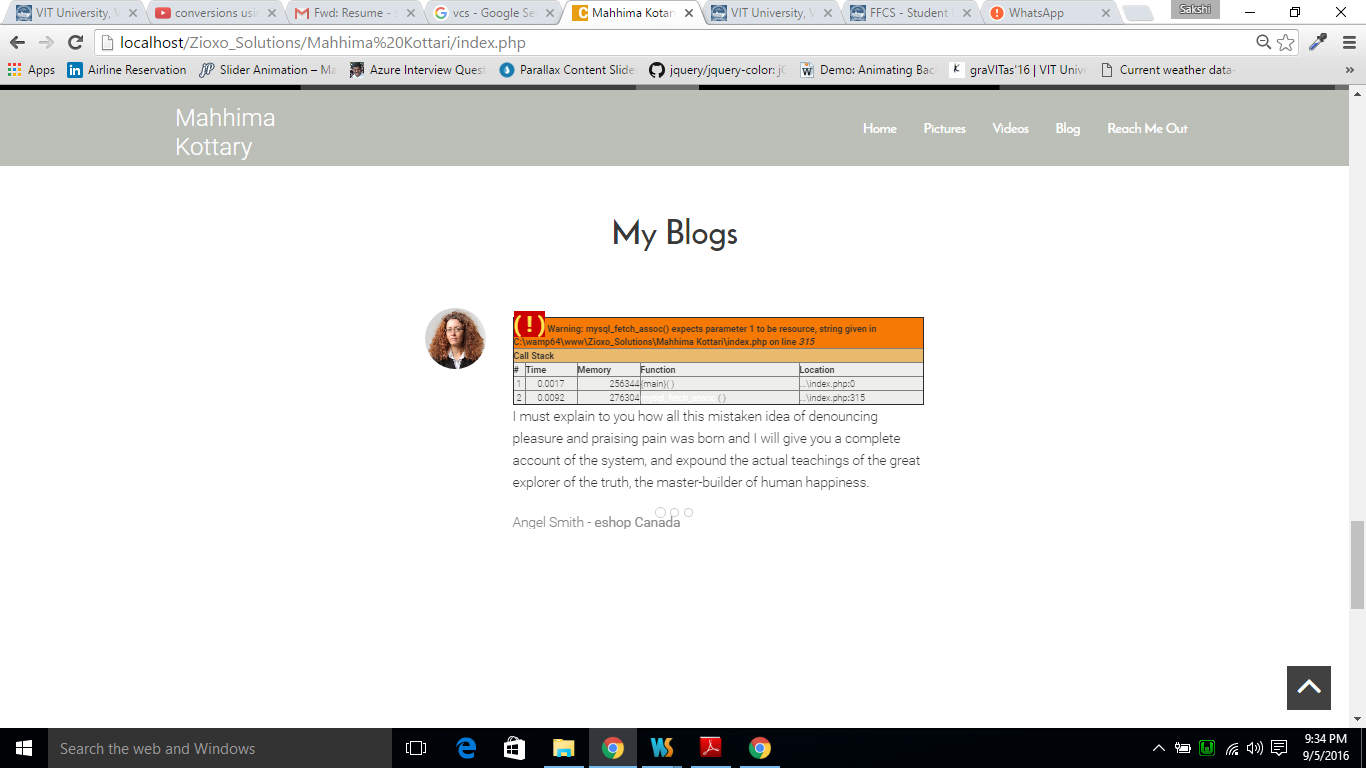 Sakshi
VIT University, V
conversions usin
Fwd: Resume - s
vcs - Google Se
Mahhima Kotar
VIT University, V
FFCS - Student
WhatsApp
localhost/Zioxo_Solutions/Mahhima%20Kottari/index.php
Apps
Airline Reservation
Slider Animation – Ma
Azure Interview Quest
Parallax Content Slide
jquery/jquery-color: jQ
Demo: Animating Bac
graVITas'16 | VIT Univ
Current weather data-
»
Mahhima
Kottary
Home Pictures Videos Blog Reach Me Out
My Blogs
( ! ) Warning: mysql_fetch_assoc() expects parameter 1 to be resource, string given in
C:\wamp64\www\Zioxo_Solutions\Mahhima Kottari\index.php on line 315
Call Stack
# Time Memory Function Location
1 0.0017 256344 {main}( ) ...\index.php:0
2 0.0092 276304 mysql_fetch_assoc ( ) ...\index.php:315
I must explain to you how all this mistaken idea of denouncing
pleasure and praising pain was born and I will give you a complete
account of the system, and expound the actual teachings of the great
explorer of the truth, the master-builder of human happiness.
Angel Smith - eshop Canada
Search the web and Windows
9:34 PM
9/5/2016